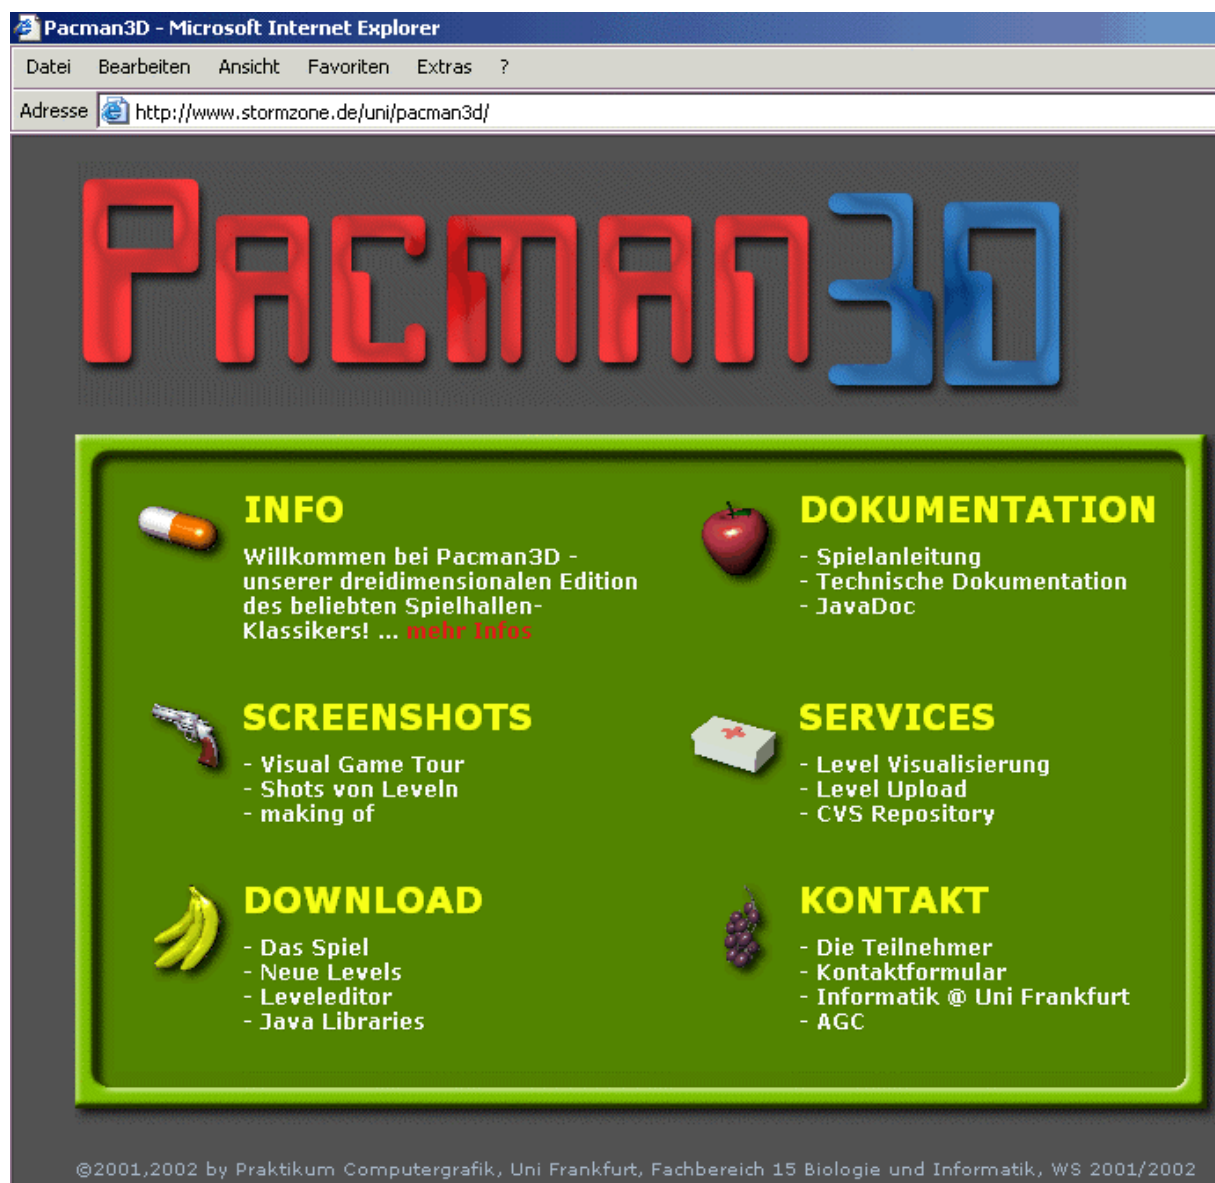 Pacman3D - Microsoft Internet Explorer
Datei Bearbeiten Ansicht Favoriten Extras ?
Adresse http://www.stormzone.de/uni/pacman3d/
Pacman3D
INFO
Willkommen bei Pacman3D -
unserer dreidimensionalen Edition
des beliebten Spielhallen-
Klassikers! ... mehr Infos
DOKUMENTATION
- Spielanleitung
- Technische Dokumentation
- JavaDoc
SCREENSHOTS
- Visual Game Tour
- Shots von Leveln
- making of
SERVICES
- Level Visualisierung
- Level Upload
- CVS Repository
DOWNLOAD
- Das Spiel
- Neue Levels
- Leveleditor
- Java Libraries
KONTAKT
- Die Teilnehmer
- Kontaktformular
- Informatik @ Uni Frankfurt
- AGC
©2001,2002 by Praktikum Computergrafik, Uni Frankfurt, Fachbereich 15 Biologie und Informatik, WS 2001/2002